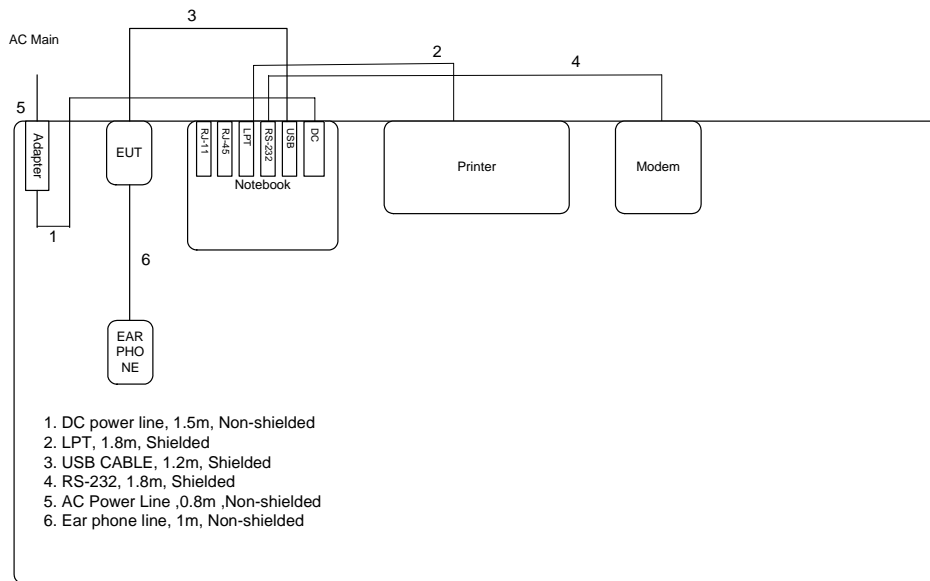 3
AC Main
2
4
5
Adapter
EUT
RJ-11
RJ-45
LPT
RS-232
USB
DC
Notebook
Printer
Modem
1
6
EAR
PHO
NE
1. DC power line, 1.5m, Non-shielded
2. LPT, 1.8m, Shielded
3. USB CABLE, 1.2m, Shielded
4. RS-232, 1.8m, Shielded
5. AC Power Line ,0.8m ,Non-shielded
6. Ear phone line, 1m, Non-shielded